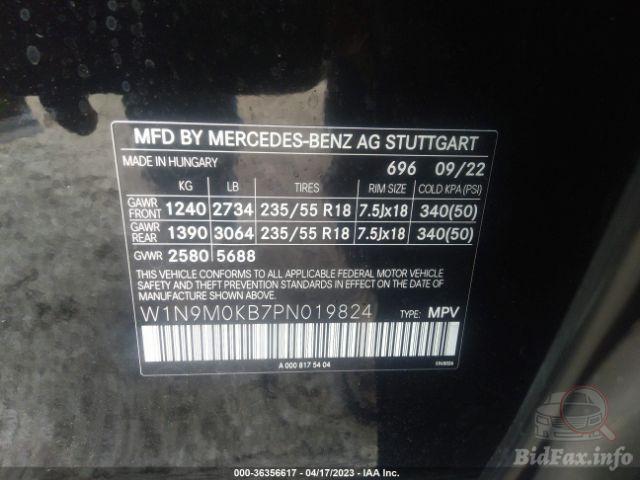 MFD BY MERCEDES-BENZ AG STUTTGART
MADE IN HUNGARY 696 09/22
KG LB TIRES RIM SIZE COLD KPA (PSI)
GAWR FRONT 1240 2734 235/55 R18 7.5Jx18 340(50)
GAWR REAR 1390 3064 235/55 R18 7.5Jx18 340(50)
GVWR 2580 5688
THIS VEHICLE CONFORMS TO ALL APPLICABLE FEDERAL MOTOR VEHICLE
SAFETY AND THEFT PREVENTION STANDARDS IN EFFECT ON THE DATE
OF MANUFACTURE SHOWN ABOVE.
W1N9M0KB7PN019824 TYPE: MPV
A 000 817 54 04
000-36356617 - 04/17/2023 - IAA Inc.
BidFax.info